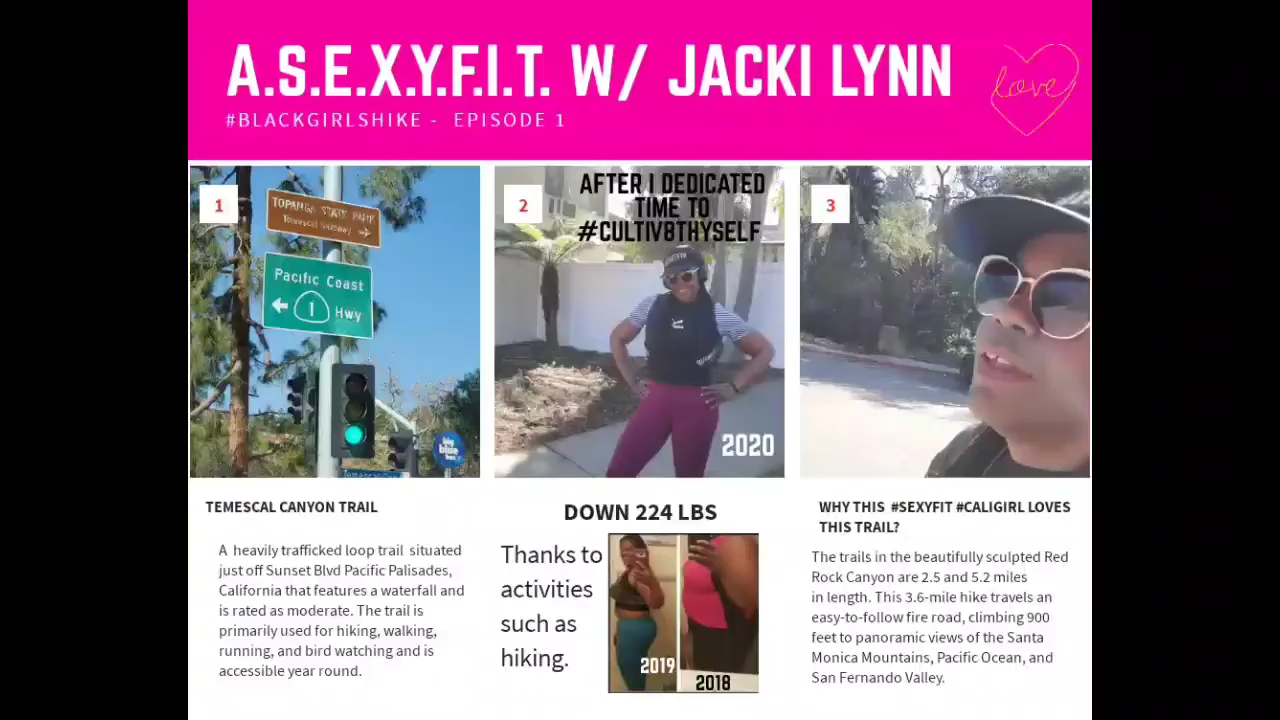 A.S.E.X.Y.F.I.T. W/ JACKI LYNN
love
#BLACKGIRLSHIKE - EPISODE 1
1
TOPANGA STATE PARK
Temescal Gateway →
Pacific Coast
← 1 Hwy
big
blue
bus
2
AFTER I DEDICATED
TIME TO
#CULTIV8THYSELF
2020
3
TEMESCAL CANYON TRAIL
A heavily trafficked loop trail situated
just off Sunset Blvd Pacific Palisades,
California that features a waterfall and
is rated as moderate. The trail is
primarily used for hiking, walking,
running, and bird watching and is
accessible year round.
DOWN 224 LBS
Thanks to
activities
such as
hiking.
2019
2018
WHY THIS #SEXYFIT #CALIGIRL LOVES
THIS TRAIL?
The trails in the beautifully sculpted Red
Rock Canyon are 2.5 and 5.2 miles
in length. This 3.6-mile hike travels an
easy-to-follow fire road, climbing 900
feet to panoramic views of the Santa
Monica Mountains, Pacific Ocean, and
San Fernando Valley.